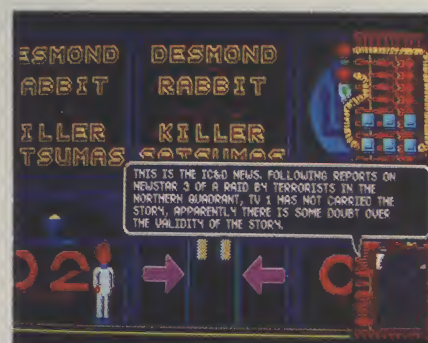 ESMOND DESMOND
ABBIT RABBIT
ILLER KILLER
TSUMAS SATSUMAS
THIS IS THE IC&D NEWS. FOLLOWING REPORTS ON
NEWSTAR 3 OF A RAID BY TERRORISTS IN THE
NORTHERN QUADRANT, TV 1 HAS NOT CARRIED THE
STORY, APPARENTLY THERE IS SOME DOUBT OVER
THE VALIDITY OF THE STORY.
02